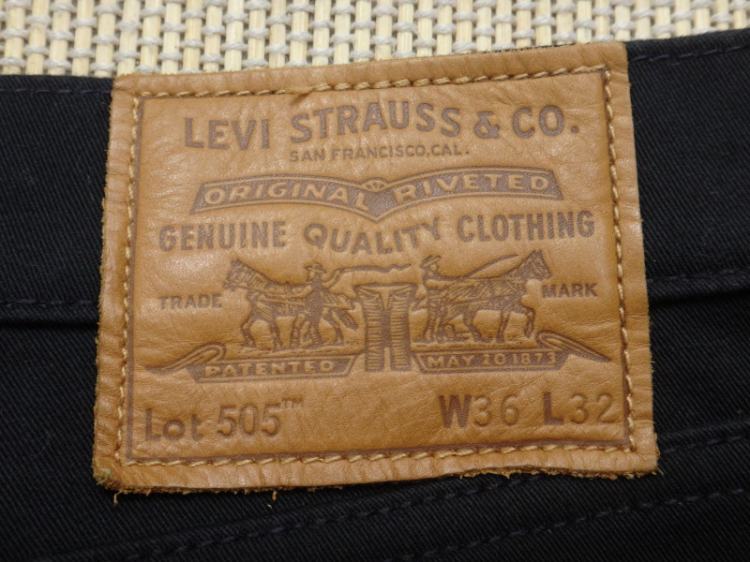 LEVI STRAUSS & CO.
SAN FRANCISCO, CAL.
ORIGINAL RIVETED
GENUINE QUALITY CLOTHING
TRADE MARK
PATENTED MAY 20 1873
Lot 505™ W36 L32